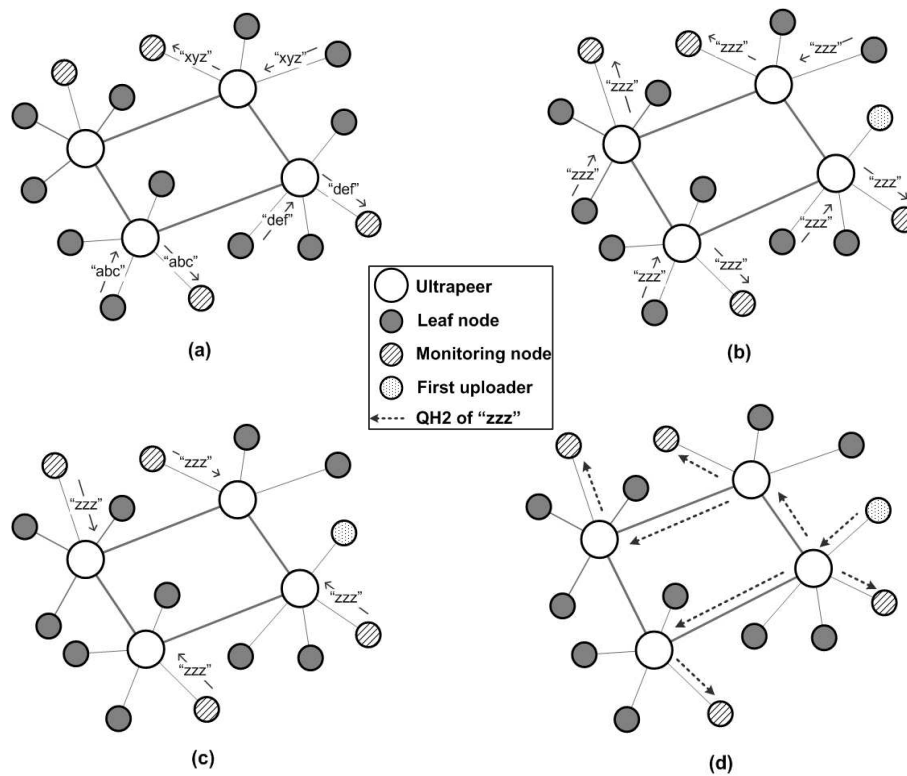 "xyz"
"xyz"
"def"
"def"
"abc"
"abc"
(a)
"zzz"
"zzz"
"zzz"
"zzz"
"zzz"
"zzz"
"zzz"
"zzz"
(b)
Ultrapeer
Leaf node
Monitoring node
First uploader
QH2 of "zzz"
"zzz"
"zzz"
"zzz"
"zzz"
(c)
(d)